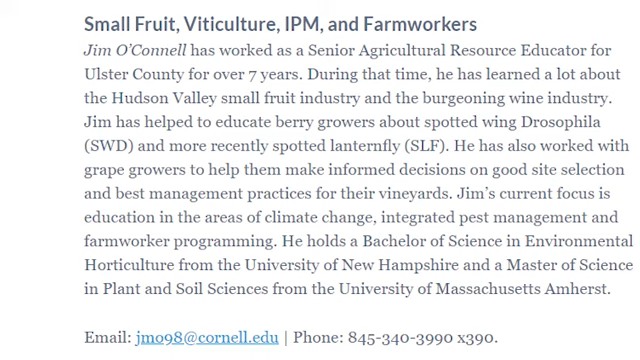 Small Fruit, Viticulture, IPM, and Farmworkers
Jim O’Connell has worked as a Senior Agricultural Resource Educator for
Ulster County for over 7 years. During that time, he has learned a lot about
the Hudson Valley small fruit industry and the burgeoning wine industry.
Jim has helped to educate berry growers about spotted wing Drosophila
(SWD) and more recently spotted lanternfly (SLF). He has also worked with
grape growers to help them make informed decisions on good site selection
and best management practices for their vineyards. Jim’s current focus is
education in the areas of climate change, integrated pest management and
farmworker programming. He holds a Bachelor of Science in Environmental
Horticulture from the University of New Hampshire and a Master of Science
in Plant and Soil Sciences from the University of Massachusetts Amherst.
Email: jmo98@cornell.edu | Phone: 845-340-3990 x390.